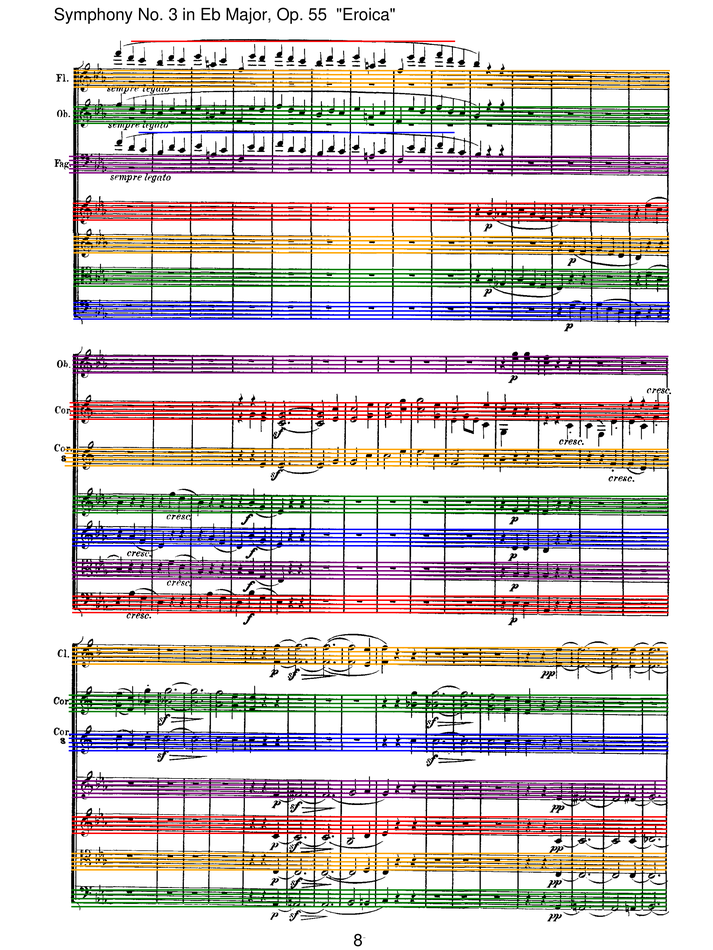 Symphony No. 3 in Eb Major, Op. 55 "Eroica"
Fl.
sempre legato
Ob.
sempre legato
Fag.
sempre legato
p
p
p
p
Ob.
p
cresc.
Cor.
sf
cresc.
Cor.
8
sf
cresc.
cresc.
f
p
cresc.
f
p
cresc.
f
p
cresc.
f
p
Cl.
p sf
pp
Cor.
sf
sf
Cor.
8
sf
sf
p sf
pp
p sf
pp
p sf
pp
p sf
pp
8